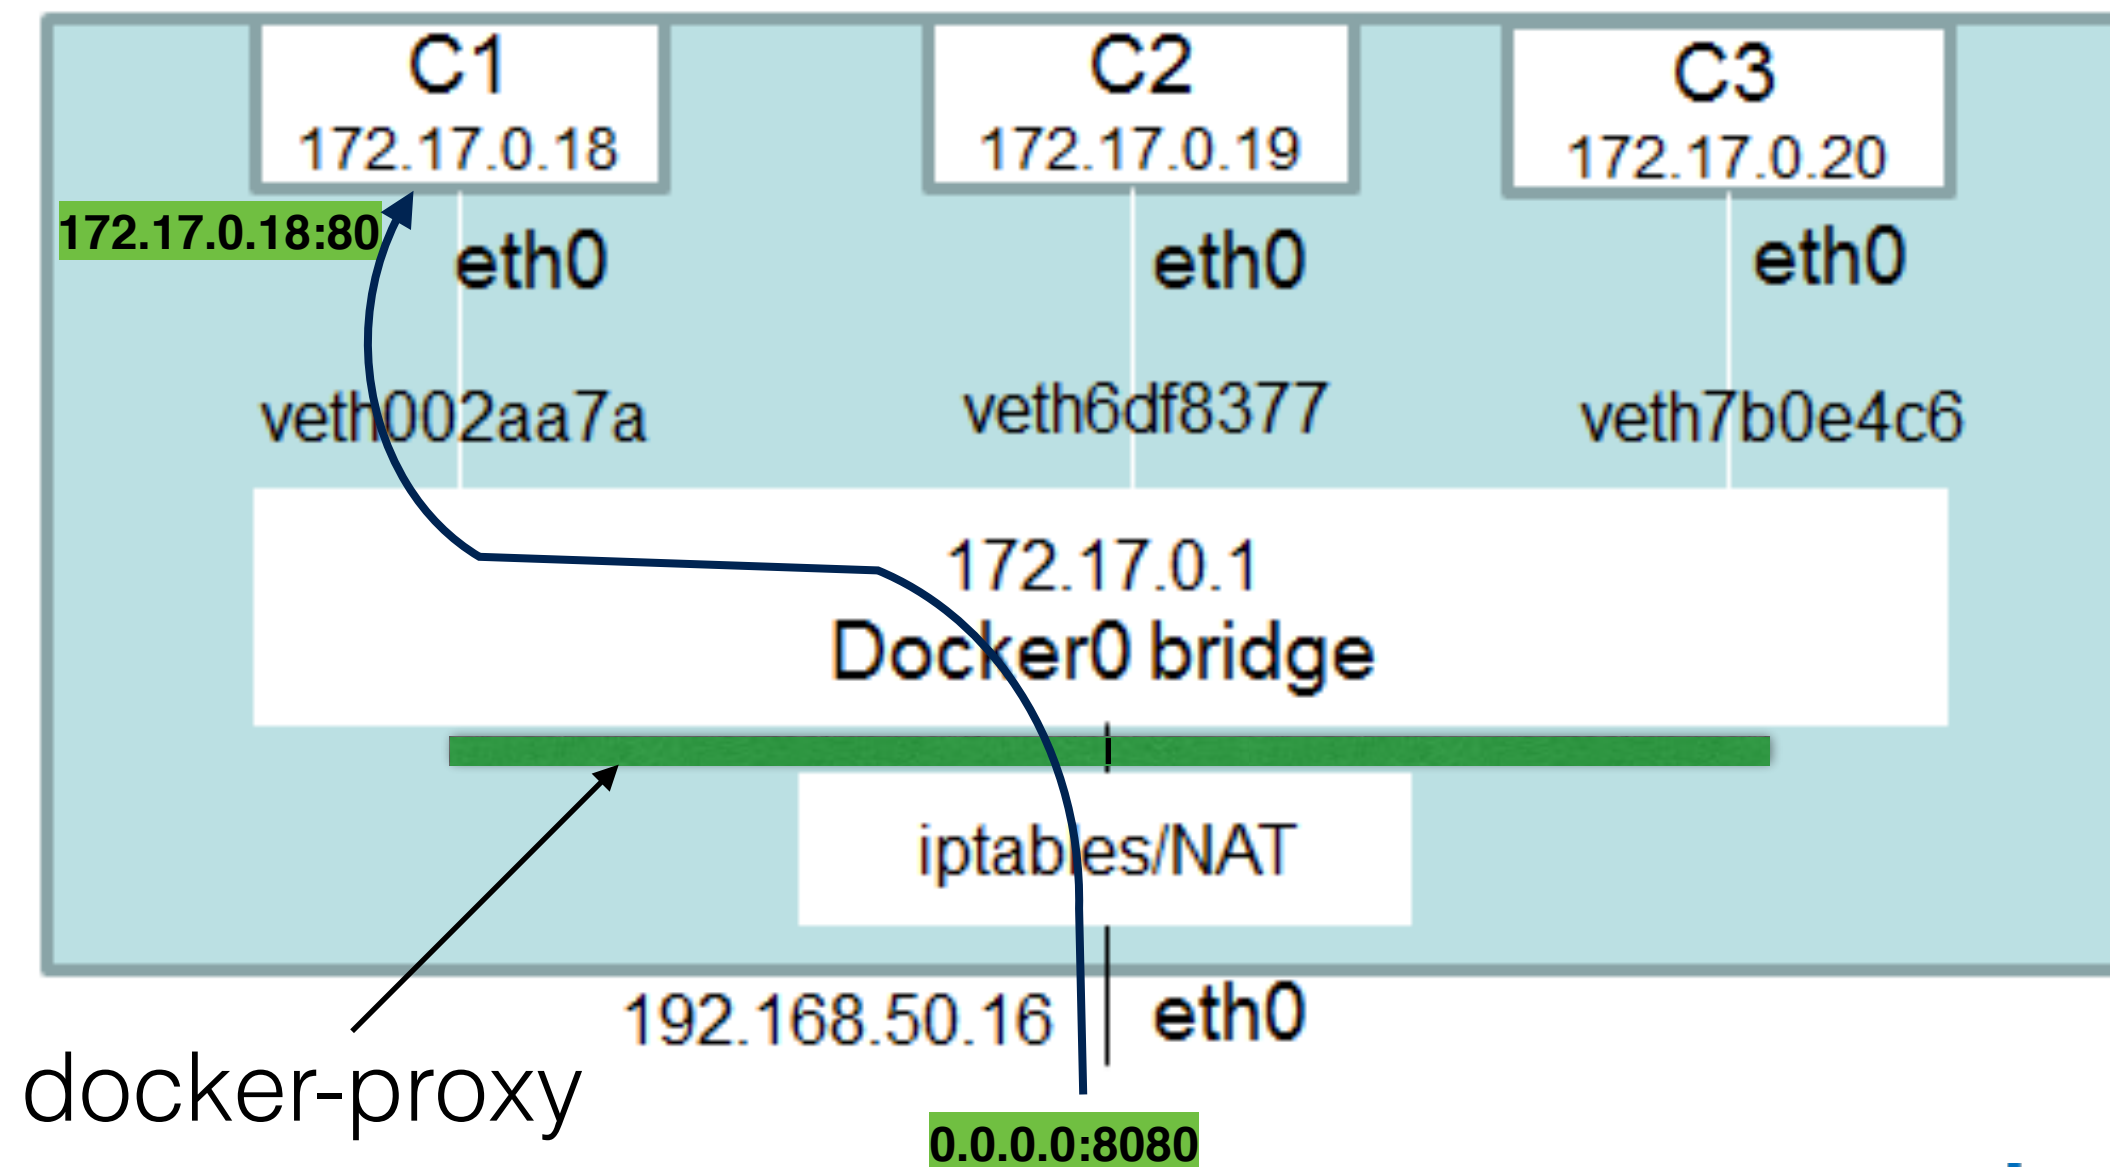 C1
172.17.0.18
C2
172.17.0.19
C3
172.17.0.20
172.17.0.18:80
eth0
eth0
eth0
veth002aa7a
veth6df8377
veth7b0e4c6
172.17.0.1
Docker0 bridge
iptables/NAT
192.168.50.16
eth0
docker-proxy
0.0.0.0:8080